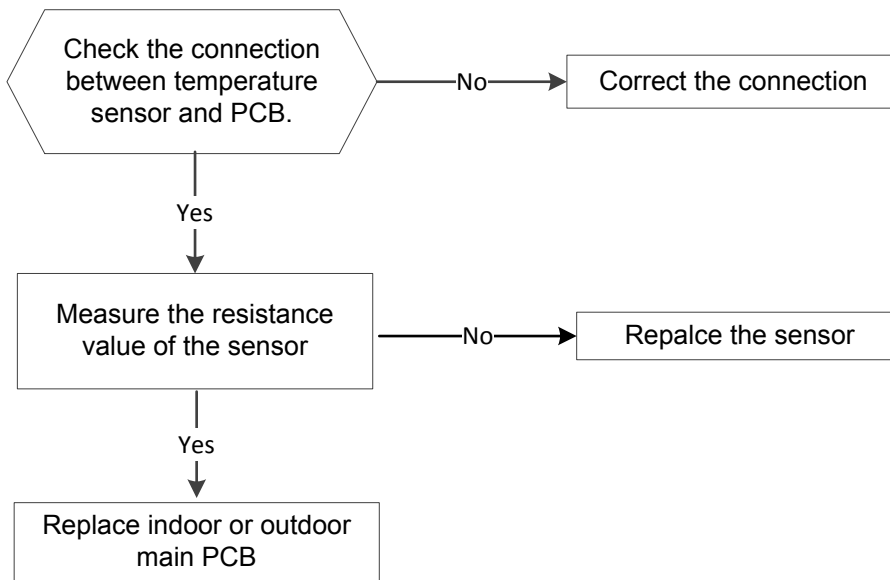 Check the connection
between temperature
sensor and PCB.
No
Correct the connection
Yes
Measure the resistance
value of the sensor
No
Repalce the sensor
Yes
Replace indoor or outdoor
main PCB